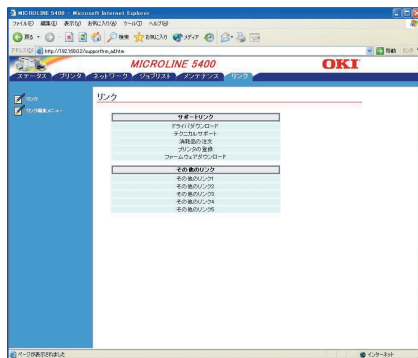 MICROLINE 5400 - Microsoft Internet Explorer
ファイル(F) 編集(E) 表示(V) お気に入り(A) ツール(T) ヘルプ(H)
戻る 検索 お気に入り メディア
アドレス(D) 移動 リンク
MICROLINE 5400
OKI
ステータス プリンタ ネットワーク ジョブリスト メンテナンス リンク
リンク
リンク編集メニュー
リンク
サポートリンク
ドライバダウンロード
テクニカルサポート
消耗品の注文
プリンタの登録
ファームウェアダウンロード
その他のリンク
その他のリンク1
その他のリンク2
その他のリンク3
その他のリンク4
その他のリンク5
ページが表示されました
インターネット